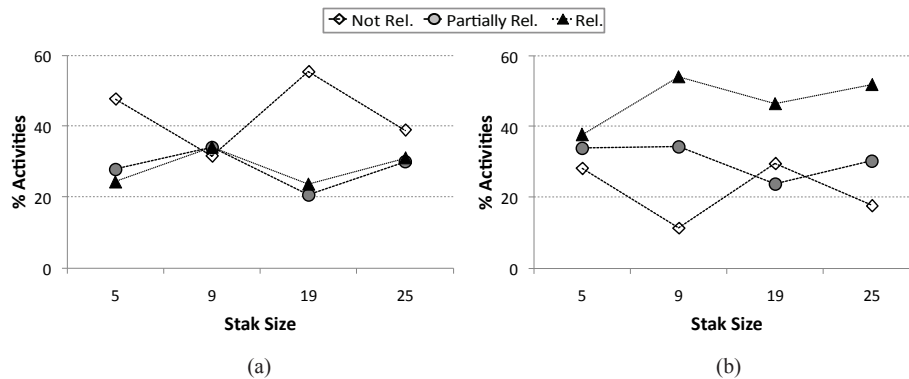 Not Rel. Partially Rel. Rel.
60
40
20
0
% Activities
5 9 19 25
Stak Size
(a)
60
40
20
0
% Activities
5 9 19 25
Stak Size
(b)